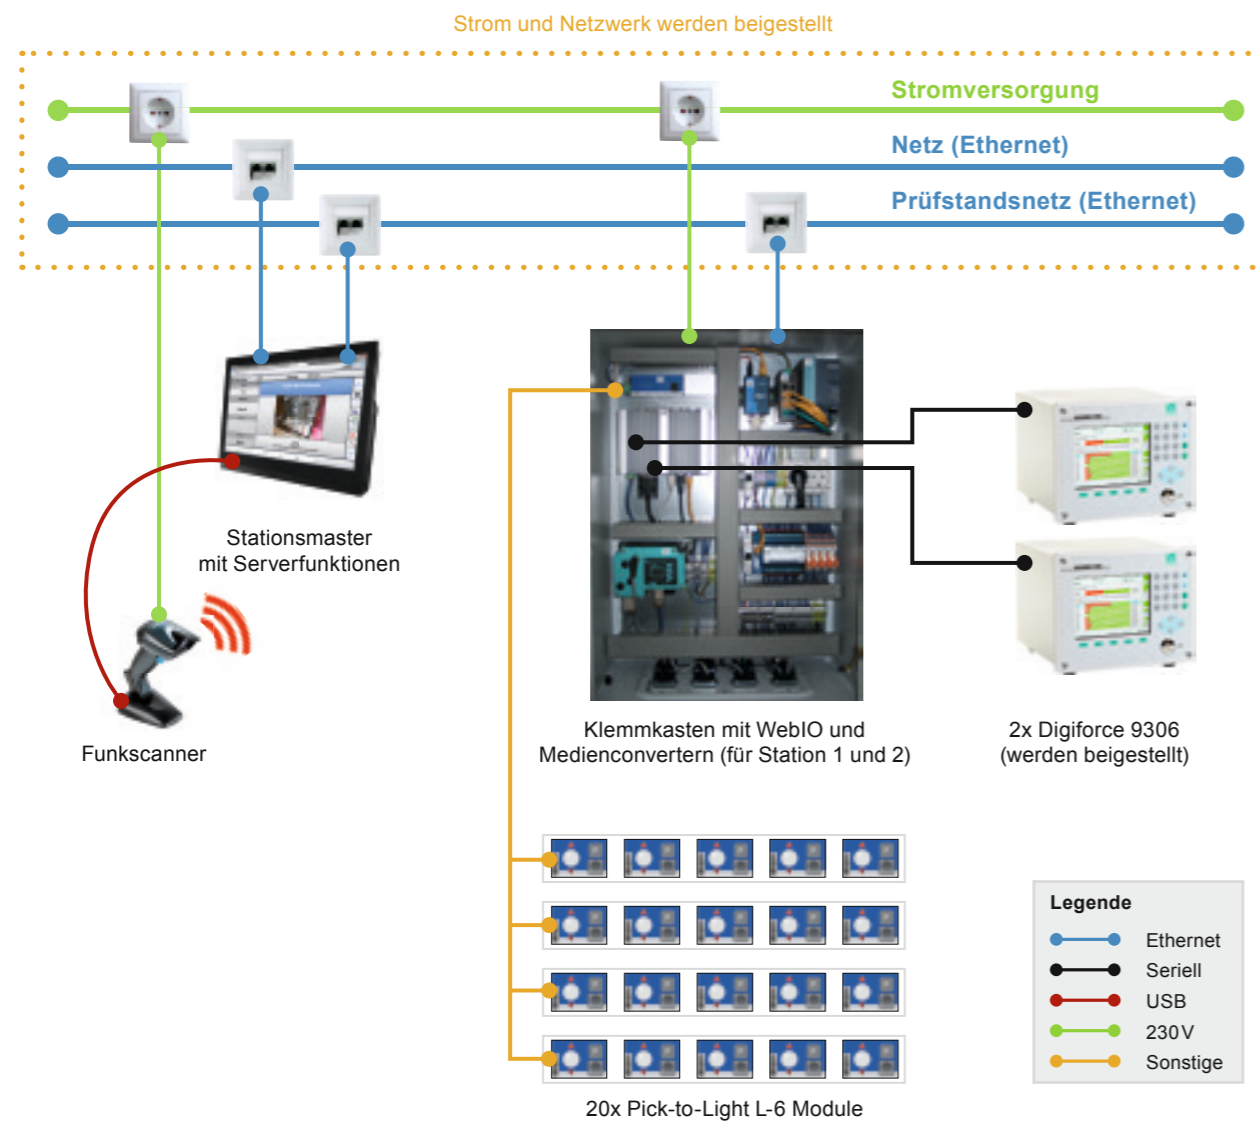 Strom und Netzwerk werden beigestellt
Stromversorgung
Netz (Ethernet)
Prüfstandsnetz (Ethernet)
Stationsmaster
mit Serverfunktionen
Funkscanner
Klemmkasten mit WebIO und
Medienconvertern (für Station 1 und 2)
2x Digiforce 9306
(werden beigestellt)
20x Pick-to-Light L-6 Module
Legende
Ethernet
Seriell
USB
230 V
Sonstige